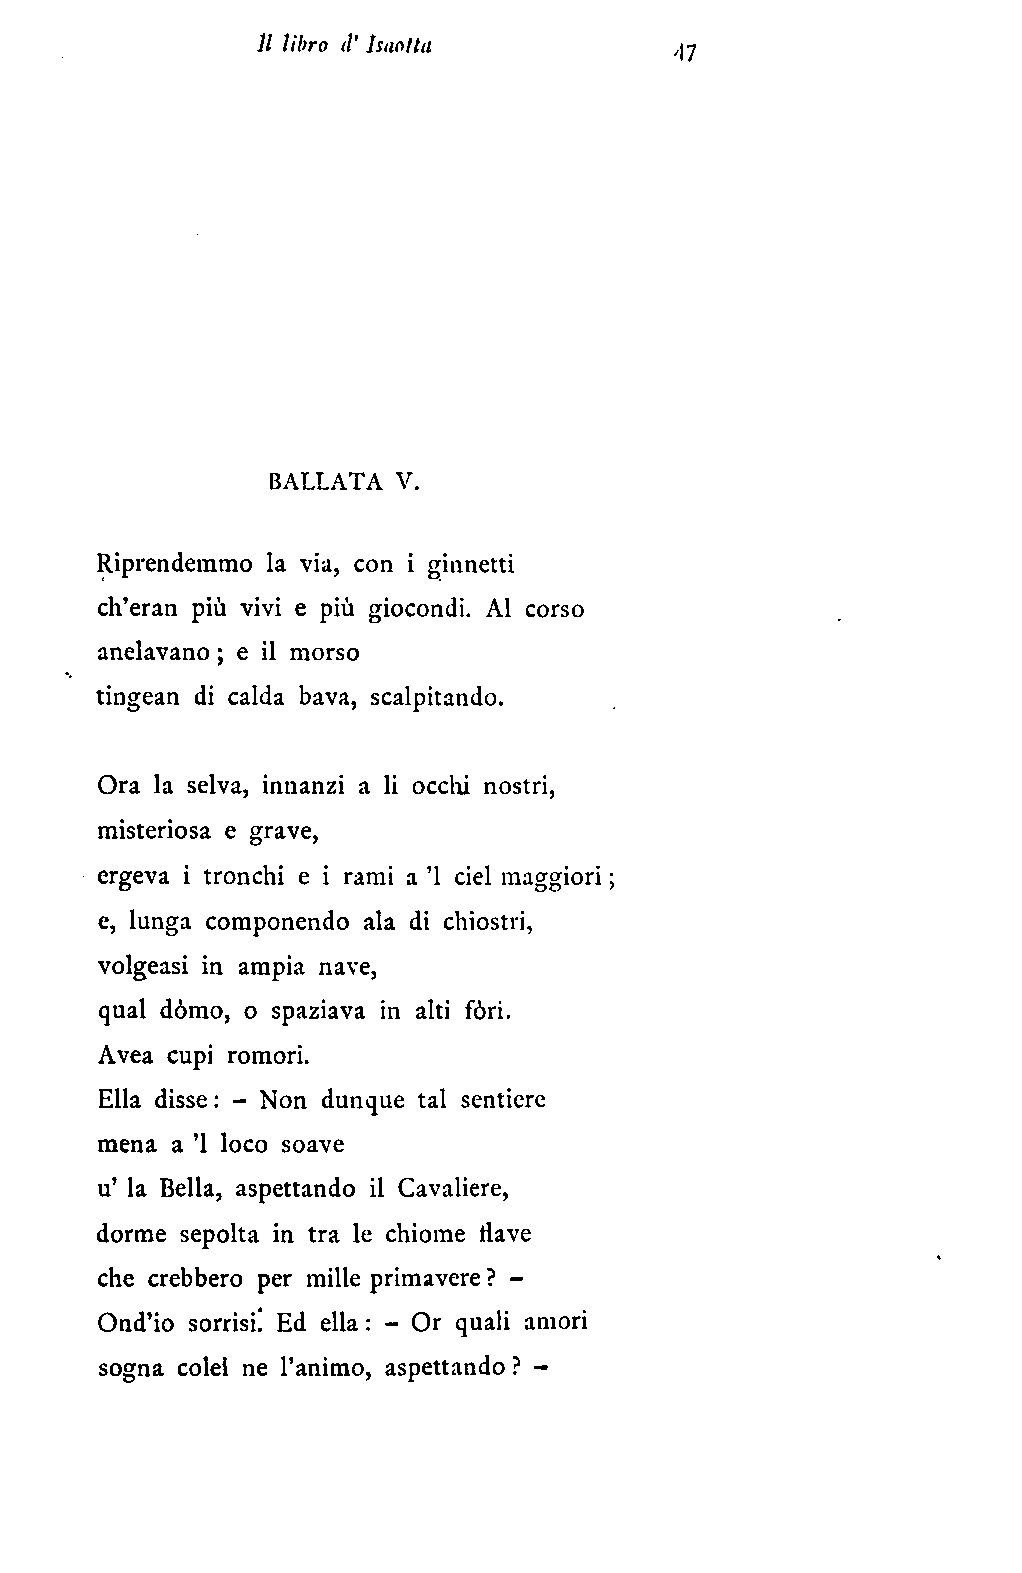 Il libro d' Isaotta
47
BALLATA V.
Riprendemmo la via, con i ginnetti
ch'eran più vivi e più giocondi. Al corso
anelavano ; e il morso
tingean di calda bava, scalpitando.
Ora la selva, innanzi a li occhi nostri,
misteriosa e grave,
ergeva i tronchi e i rami a 'l ciel maggiori ;
e, lunga componendo ala di chiostri,
volgeasi in ampia nave,
qual dòmo, o spaziava in alti fòri.
Avea cupi romori.
Ella disse : – Non dunque tal sentiere
mena a 'l loco soave
u' la Bella, aspettando il Cavaliere,
dorme sepolta in tra le chiome flave
che crebbero per mille primavere ? –
Ond'io sorrisi. Ed ella : – Or quali amori
sogna colei ne l'animo, aspettando ? –